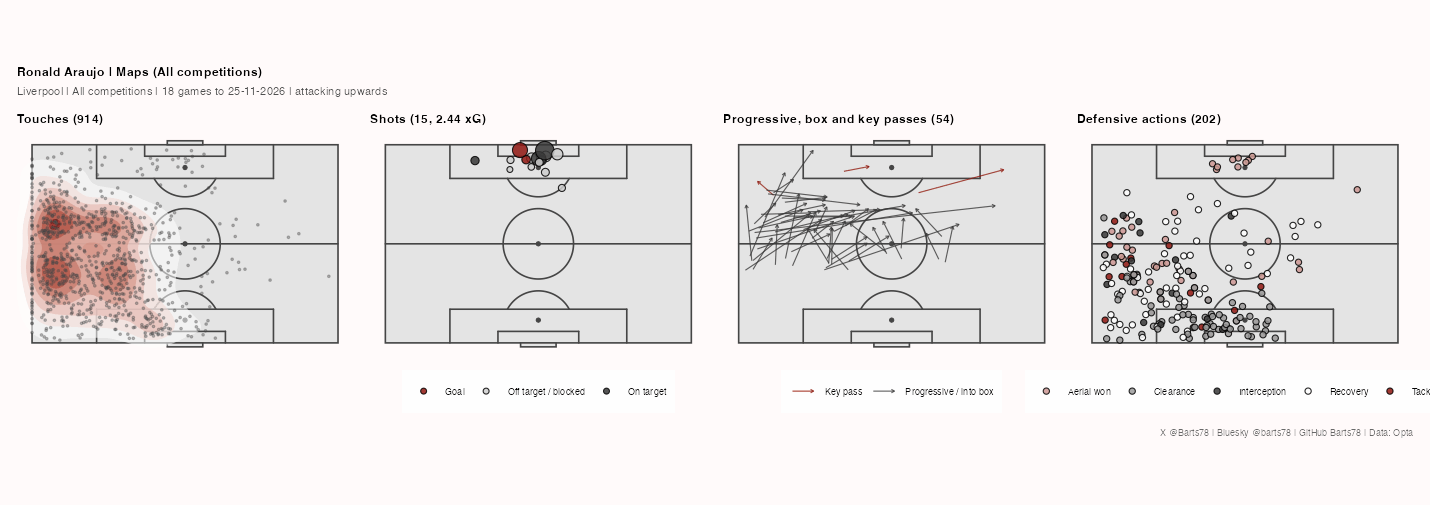 Ronald Araujo | Maps (All competitions)
Liverpool | All competitions | 18 games to 25-11-2026 | attacking upwards
Touches (914)
Shots (15, 2.44 xG)
Progressive, box and key passes (54)
Defensive actions (202)
Goal
Off target / blocked
On target
Key pass
Progressive / into box
Aerial won
Clearance
Interception
Recovery
Tack
X @Barts78 | Bluesky @barts78 | GitHub Barts78 | Data: Opta